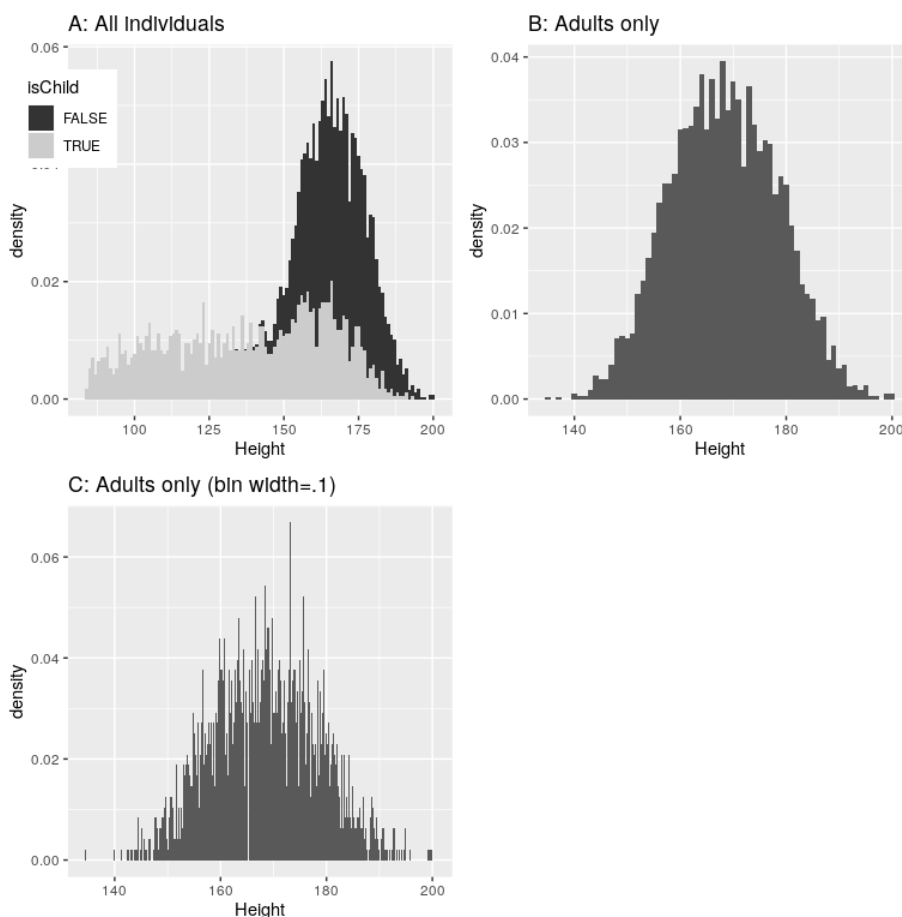 A: All individuals
0.06
isChild
FALSE
TRUE
0.02
0.00
density
100
125
150
175
200
Height
B: Adults only
0.04
0.03
0.02
0.01
0.00
density
140
160
180
200
Height
C: Adults only (bin width=.1)
0.06
0.04
0.02
0.00
density
140
160
180
200
Height